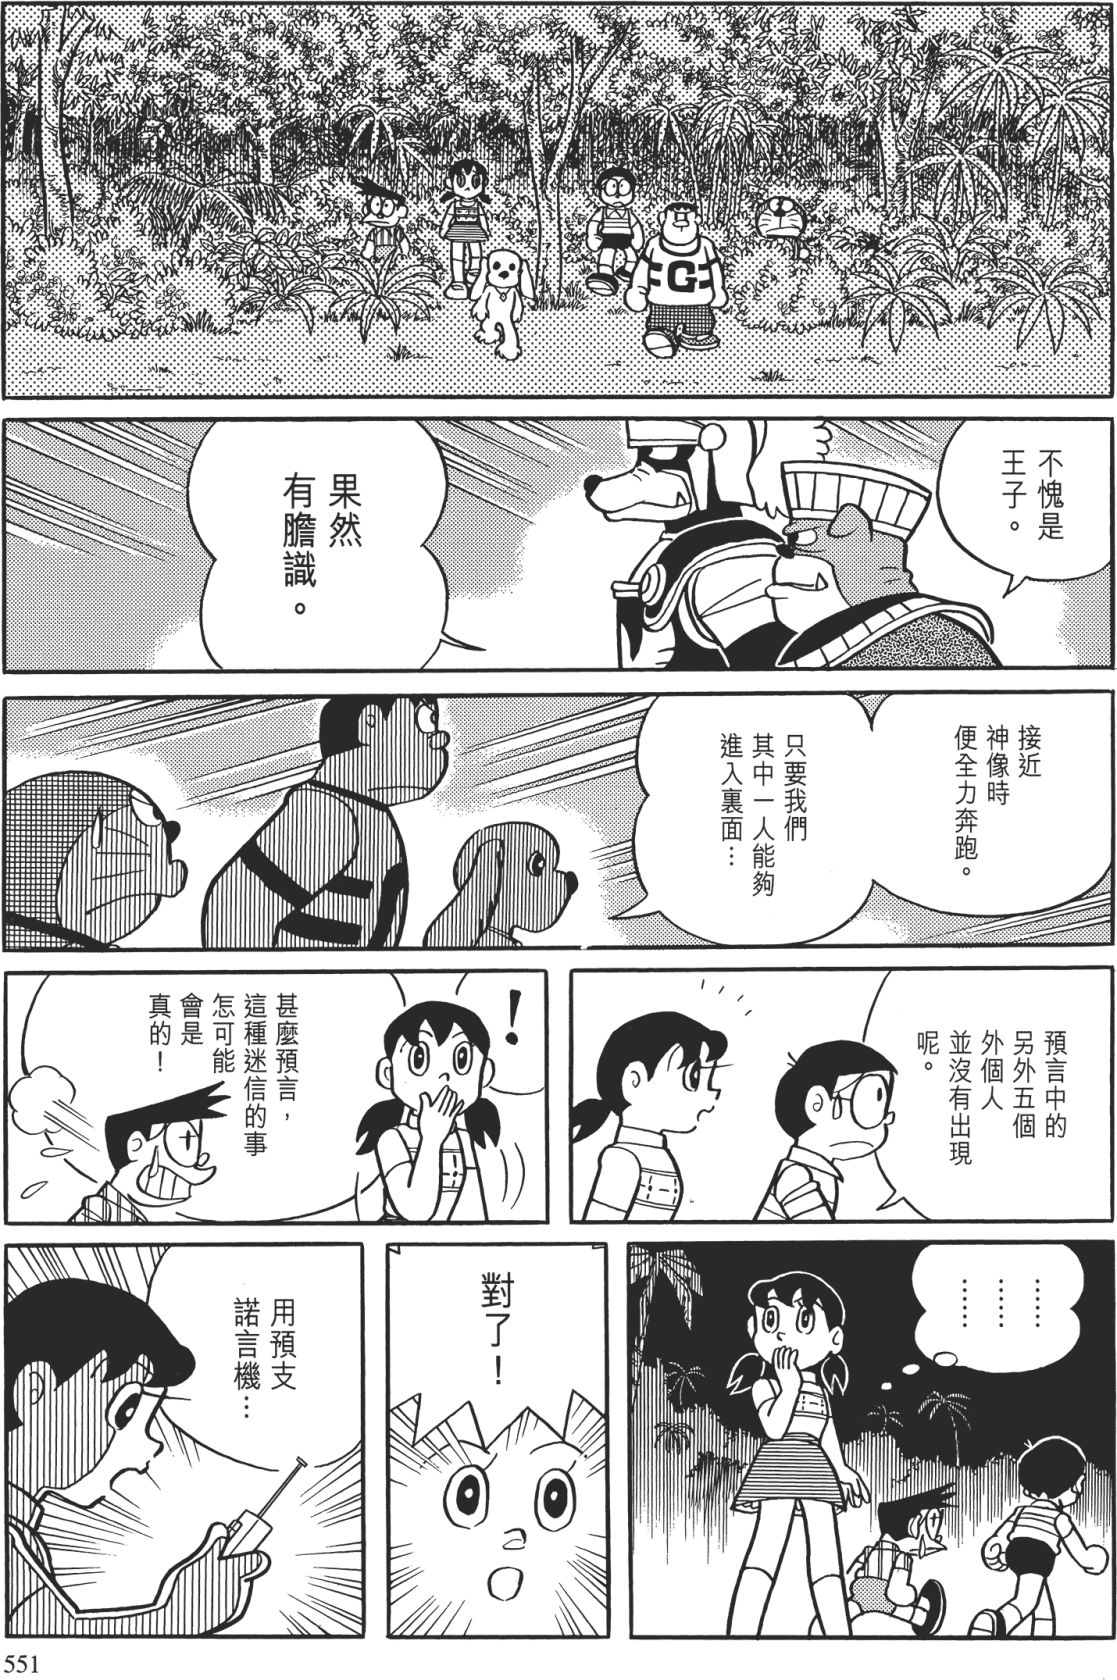 G
不愧是
王子。
果然
有膽識。
接近
神像時
便全力奔跑。
只要我們
其中一人能夠
進入裏面…
預言中的
另外五個
外個人
並沒有出現
呢。
!
甚麼預言，
這種迷信的事
怎可能
會是
真的！
………
………
………
對了！
用預支
諾言機…
551